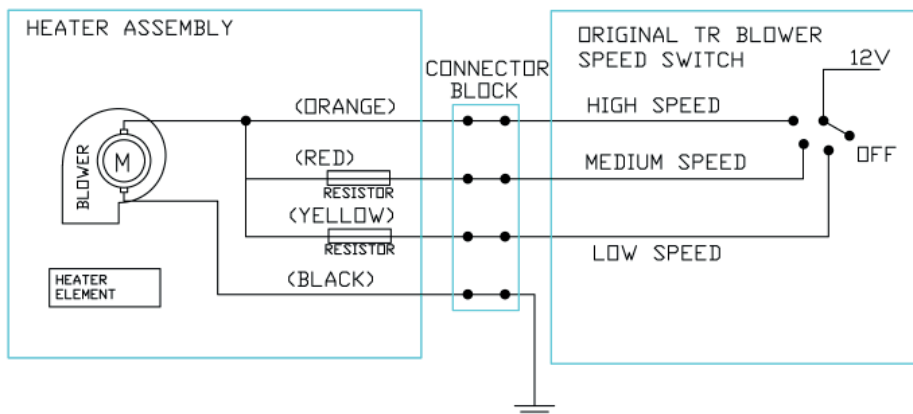 HEATER ASSEMBLY
ORIGINAL TR BLOWER
SPEED SWITCH
12V
CONNECTOR
BLOCK
(ORANGE)
HIGH SPEED
OFF
(RED)
MEDIUM SPEED
M
BLOWER
RESISTOR
(YELLOW)
RESISTOR
LOW SPEED
(BLACK)
HEATER
ELEMENT